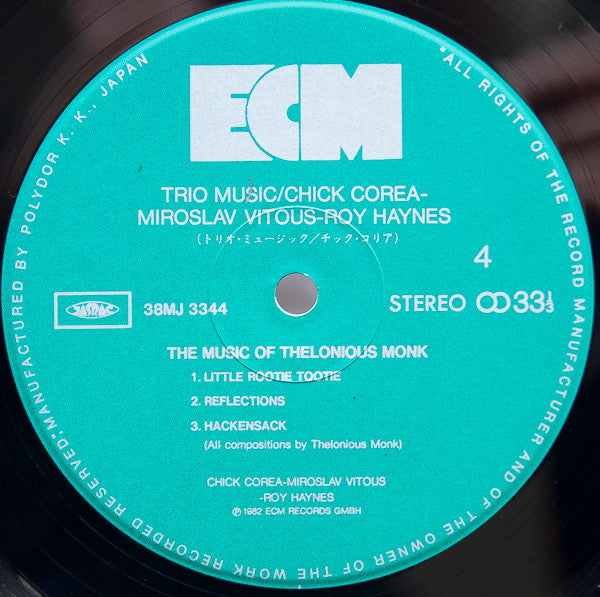 ECM
TRIO MUSIC/CHICK COREA-
MIROSLAV VITOUS-ROY HAYNES
(トリオ・ミュージック/チック・コリア)
4
JASRAC
38MJ 3344
STEREO
33⅓
THE MUSIC OF THELONIOUS MONK
1. LITTLE ROOTIE TOOTIE
2. REFLECTIONS
3. HACKENSACK
(All compositions by Thelonious Monk)
CHICK COREA-MIROSLAV VITOUS
-ROY HAYNES
℗ 1982 ECM RECORDS GMBH
"ALL RIGHTS OF THE RECORD MANUFACTURER AND OF THE OWNER OF THE WORK RECORDED RESERVED," MANUFACTURED BY POLYDOR K. K., JAPAN